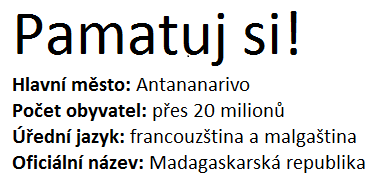 Pamatuj si!
Hlavní město: Antananarivo
Počet obyvatel: přes 20 milionů
Úřední jazyk: francouzština a malgaština
Oficiální název: Madagaskarská republika